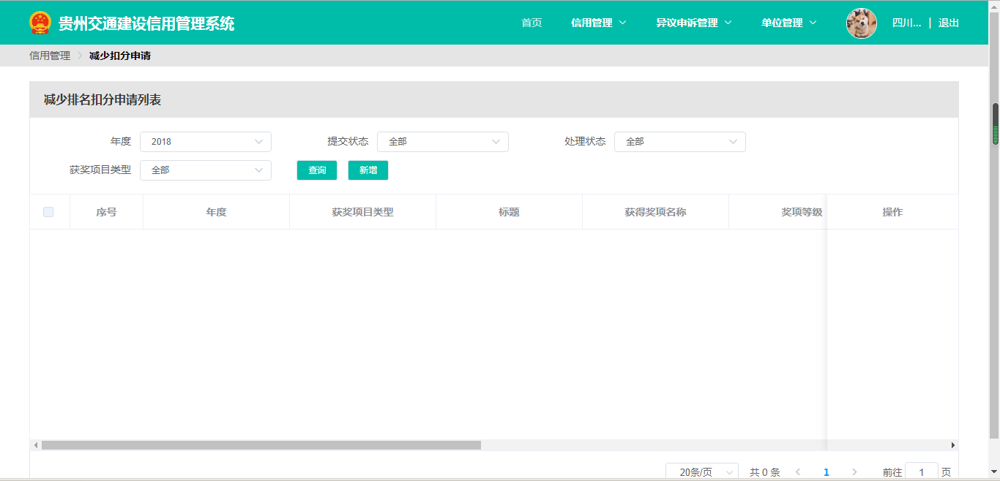 贵州交通建设信用管理系统 首页 信用管理 异议申诉管理 单位管理 四川... | 退出
信用管理 > 减少扣分申请
减少排名扣分申请列表
年度 2018 提交状态 全部 处理状态 全部
获奖项目类型 全部 查询 新增
序号 年度 获奖项目类型 标题 获得奖项名称 奖项等级 操作
20条/页 共 0 条 < 1 > 前往 1 页